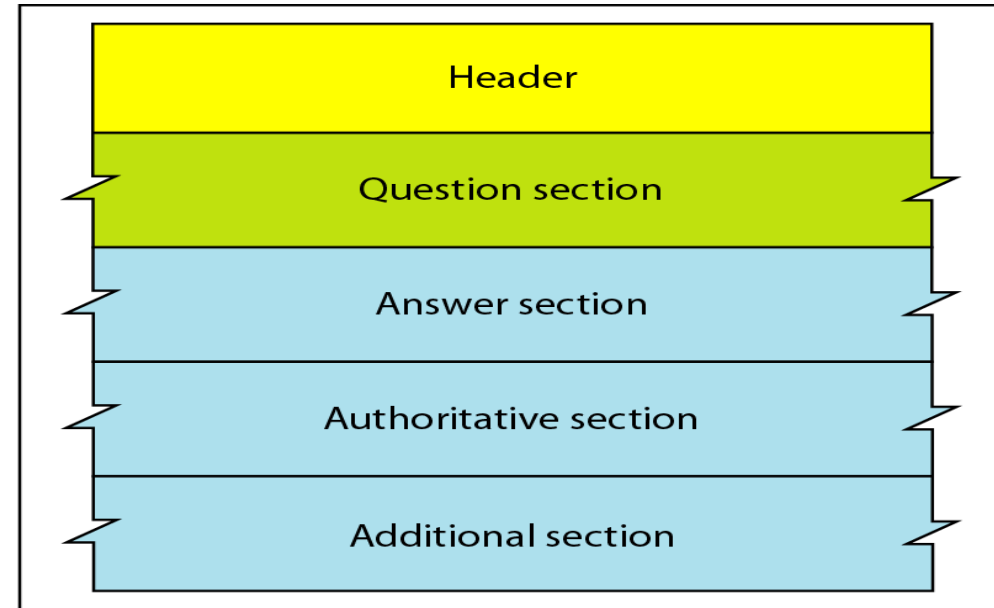 Header
Question section
Answer section
Authoritative section
Additional section